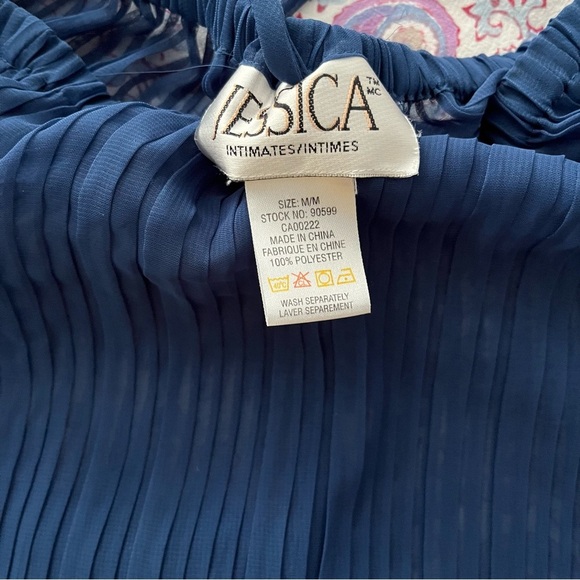 JESSICA
TM
MC
INTIMATES/INTIMES
SIZE: M/M
STOCK NO: 90599
CA00222
MADE IN CHINA
FABRIQUE EN CHINE
100% POLYESTER
40°C
WASH SEPARATELY
LAVER SEPAREMENT